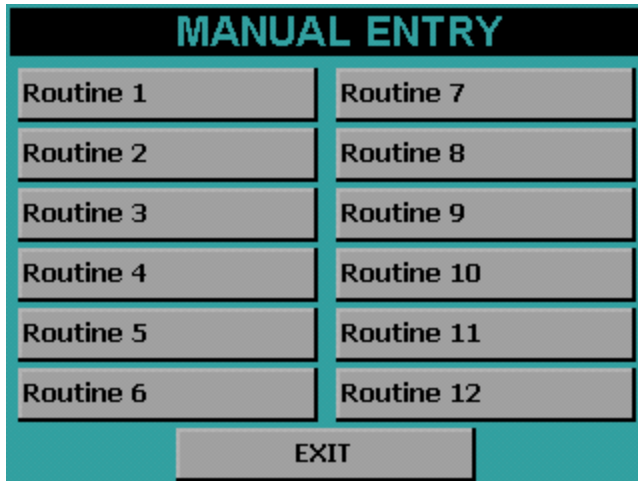 MANUAL ENTRY
Routine 1
Routine 2
Routine 3
Routine 4
Routine 5
Routine 6
Routine 7
Routine 8
Routine 9
Routine 10
Routine 11
Routine 12
EXIT